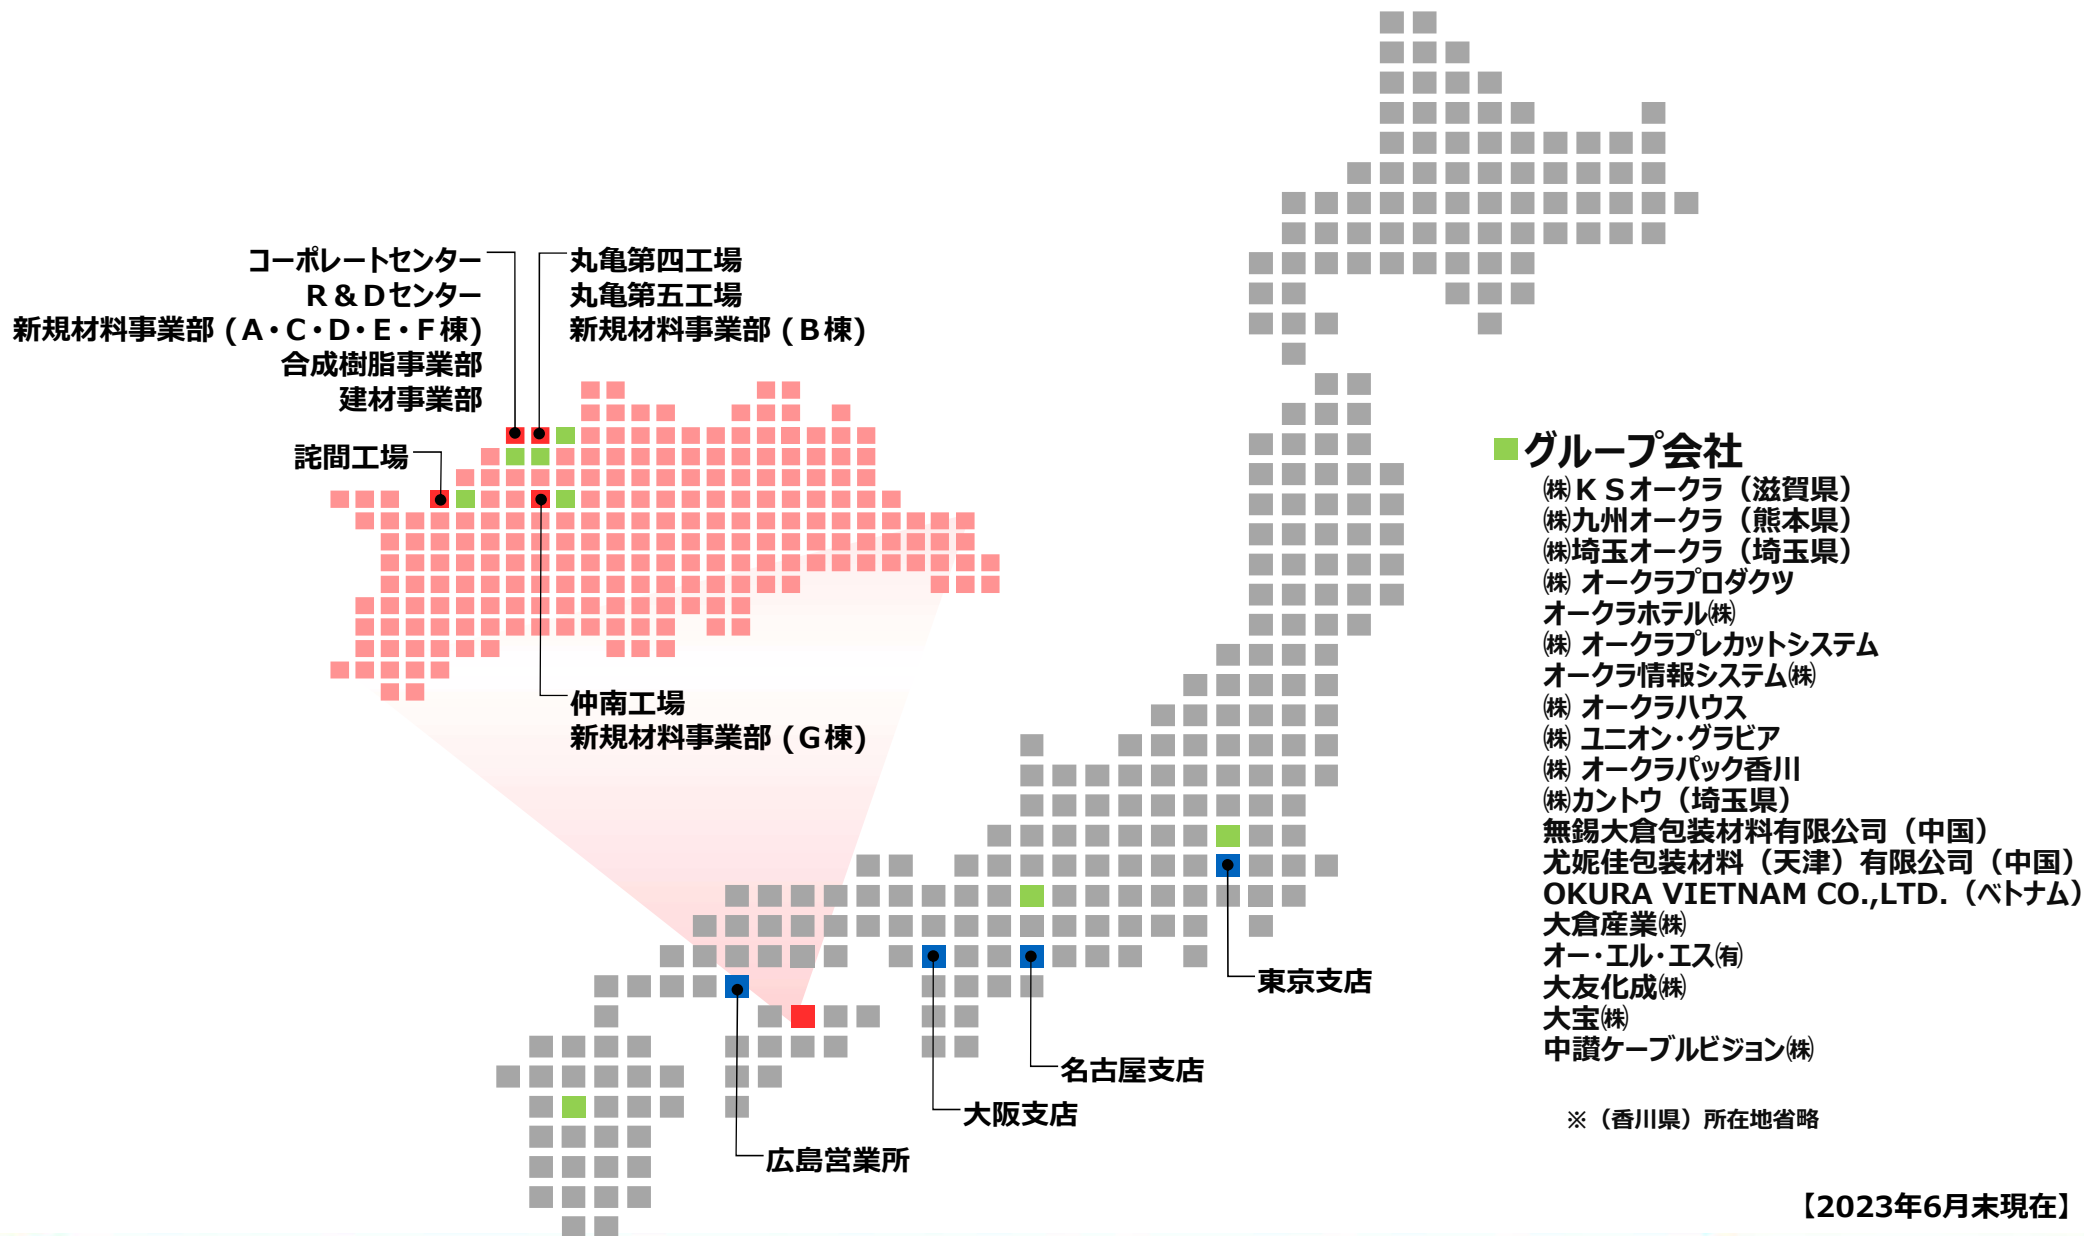 コーポレートセンター
R&Dセンター
新規材料事業部 (A・C・D・E・F棟)
合成樹脂事業部
建材事業部
丸亀第四工場
丸亀第五工場
新規材料事業部 (B棟)
詫間工場
仲南工場
新規材料事業部 (G棟)
東京支店
名古屋支店
大阪支店
広島営業所
グループ会社
㈱KSオークラ（滋賀県）
㈱九州オークラ（熊本県）
㈱埼玉オークラ（埼玉県）
㈱ オークラプロダクツ
オークラホテル㈱
㈱ オークラプレカットシステム
オークラ情報システム㈱
㈱ オークラハウス
㈱ ユニオン・グラビア
㈱ オークラパック香川
㈱カントウ（埼玉県）
無錫大倉包装材料有限公司（中国）
尤妮佳包装材料（天津）有限公司（中国）
OKURA VIETNAM CO.,LTD.（ベトナム）
大倉産業㈱
オー・エル・エス㈲
大友化成㈱
大宝㈱
中讃ケーブルビジョン㈱
※（香川県）所在地省略
【2023年6月末現在】